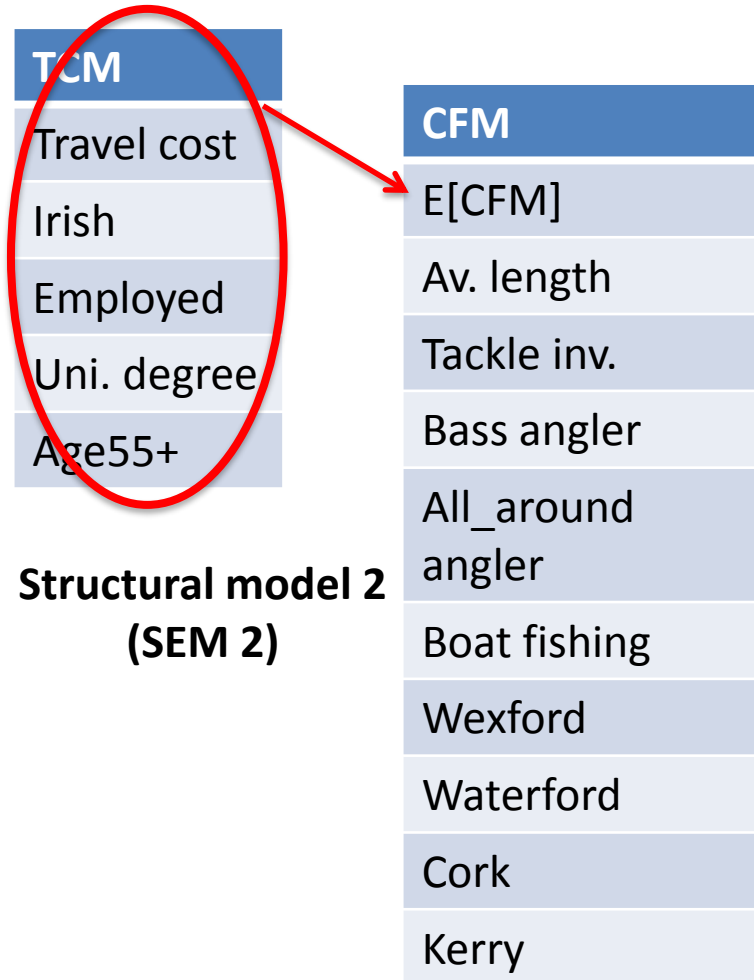 TCM
Travel cost
Irish
Employed
Uni. degree
Age55+
Structural model 2
(SEM 2)
CFM
E[CFM]
Av. length
Tackle inv.
Bass angler
All_around
angler
Boat fishing
Wexford
Waterford
Cork
Kerry